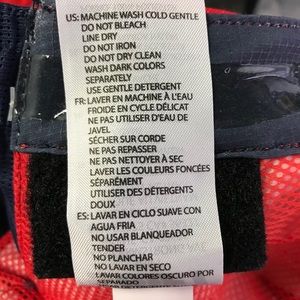 US: MACHINE WASH COLD GENTLE
DO NOT BLEACH
LINE DRY
DO NOT IRON
DO NOT DRY CLEAN
WASH DARK COLORS
SEPARATELY
USE GENTLE DETERGENT
FR: LAVER EN MACHINE À L'EAU
FROIDE EN CYCLE DÉLICAT
NE PAS UTILISER D'EAU DE
JAVEL
SÉCHER SUR CORDE
NE PAS REPASSER
NE PAS NETTOYER À SEC
LAVER LES COULEURS FONCÉES
SÉPARÉMENT
UTILISER DES DÉTERGENTS
DOUX
ES: LAVAR EN CICLO SUAVE CON
AGUA FRIA
NO USAR BLANQUEADOR
TENDER
NO PLANCHAR
NO LAVAR EN SECO
LAVAR COLORES OSCURO POR
SEPARADO